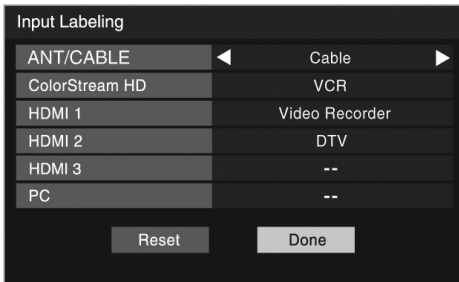 Input Labeling
ANT/CABLE Cable
ColorStream HD VCR
HDMI 1 Video Recorder
HDMI 2 DTV
HDMI 3 --
PC --
Reset Done